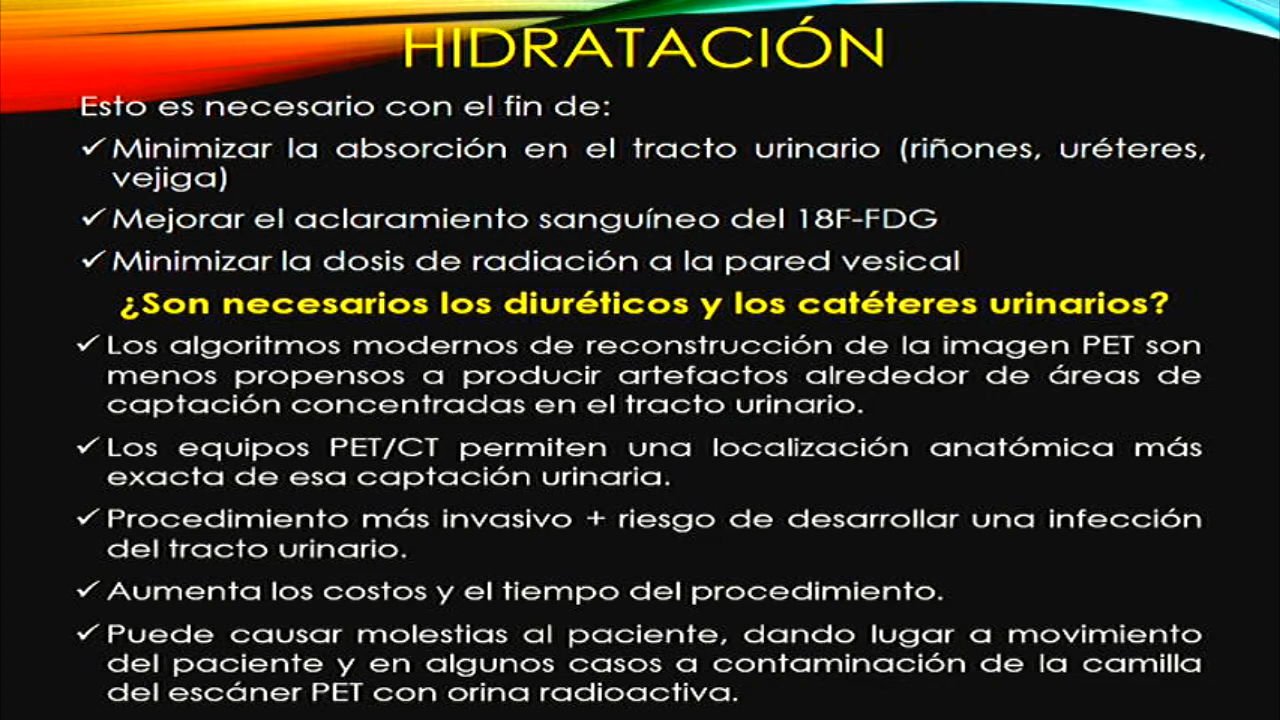 HIDRATACIÓN
Esto es necesario con el fin de:
✓ Minimizar la absorción en el tracto urinario (riñones, uréteres,
vejiga)
✓ Mejorar el aclaramiento sanguíneo del 18F-FDG
✓ Minimizar la dosis de radiación a la pared vesical
¿Son necesarios los diuréticos y los catéteres urinarios?
✓ Los algoritmos modernos de reconstrucción de la imagen PET son
menos propensos a producir artefactos alrededor de áreas de
captación concentradas en el tracto urinario.
✓ Los equipos PET/CT permiten una localización anatómica más
exacta de esa captación urinaria.
✓ Procedimiento más invasivo + riesgo de desarrollar una infección
del tracto urinario.
✓ Aumenta los costos y el tiempo del procedimiento.
✓ Puede causar molestias al paciente, dando lugar a movimiento
del paciente y en algunos casos a contaminación de la camilla
del escáner PET con orina radioactiva.